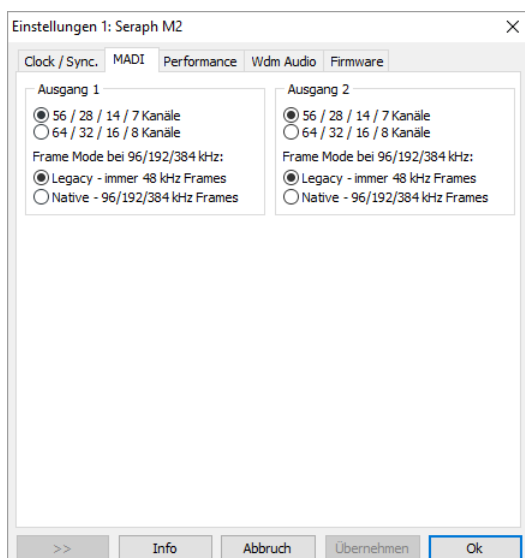 Einstellungen 1: Seraph M2
Clock / Sync. MADI Performance Wdm Audio Firmware
Ausgang 1
56 / 28 / 14 / 7 Kanäle
64 / 32 / 16 / 8 Kanäle
Frame Mode bei 96/192/384 kHz:
Legacy - immer 48 kHz Frames
Native - 96/192/384 kHz Frames
Ausgang 2
56 / 28 / 14 / 7 Kanäle
64 / 32 / 16 / 8 Kanäle
Frame Mode bei 96/192/384 kHz:
Legacy - immer 48 kHz Frames
Native - 96/192/384 kHz Frames
>> Info Abbruch Übernehmen Ok